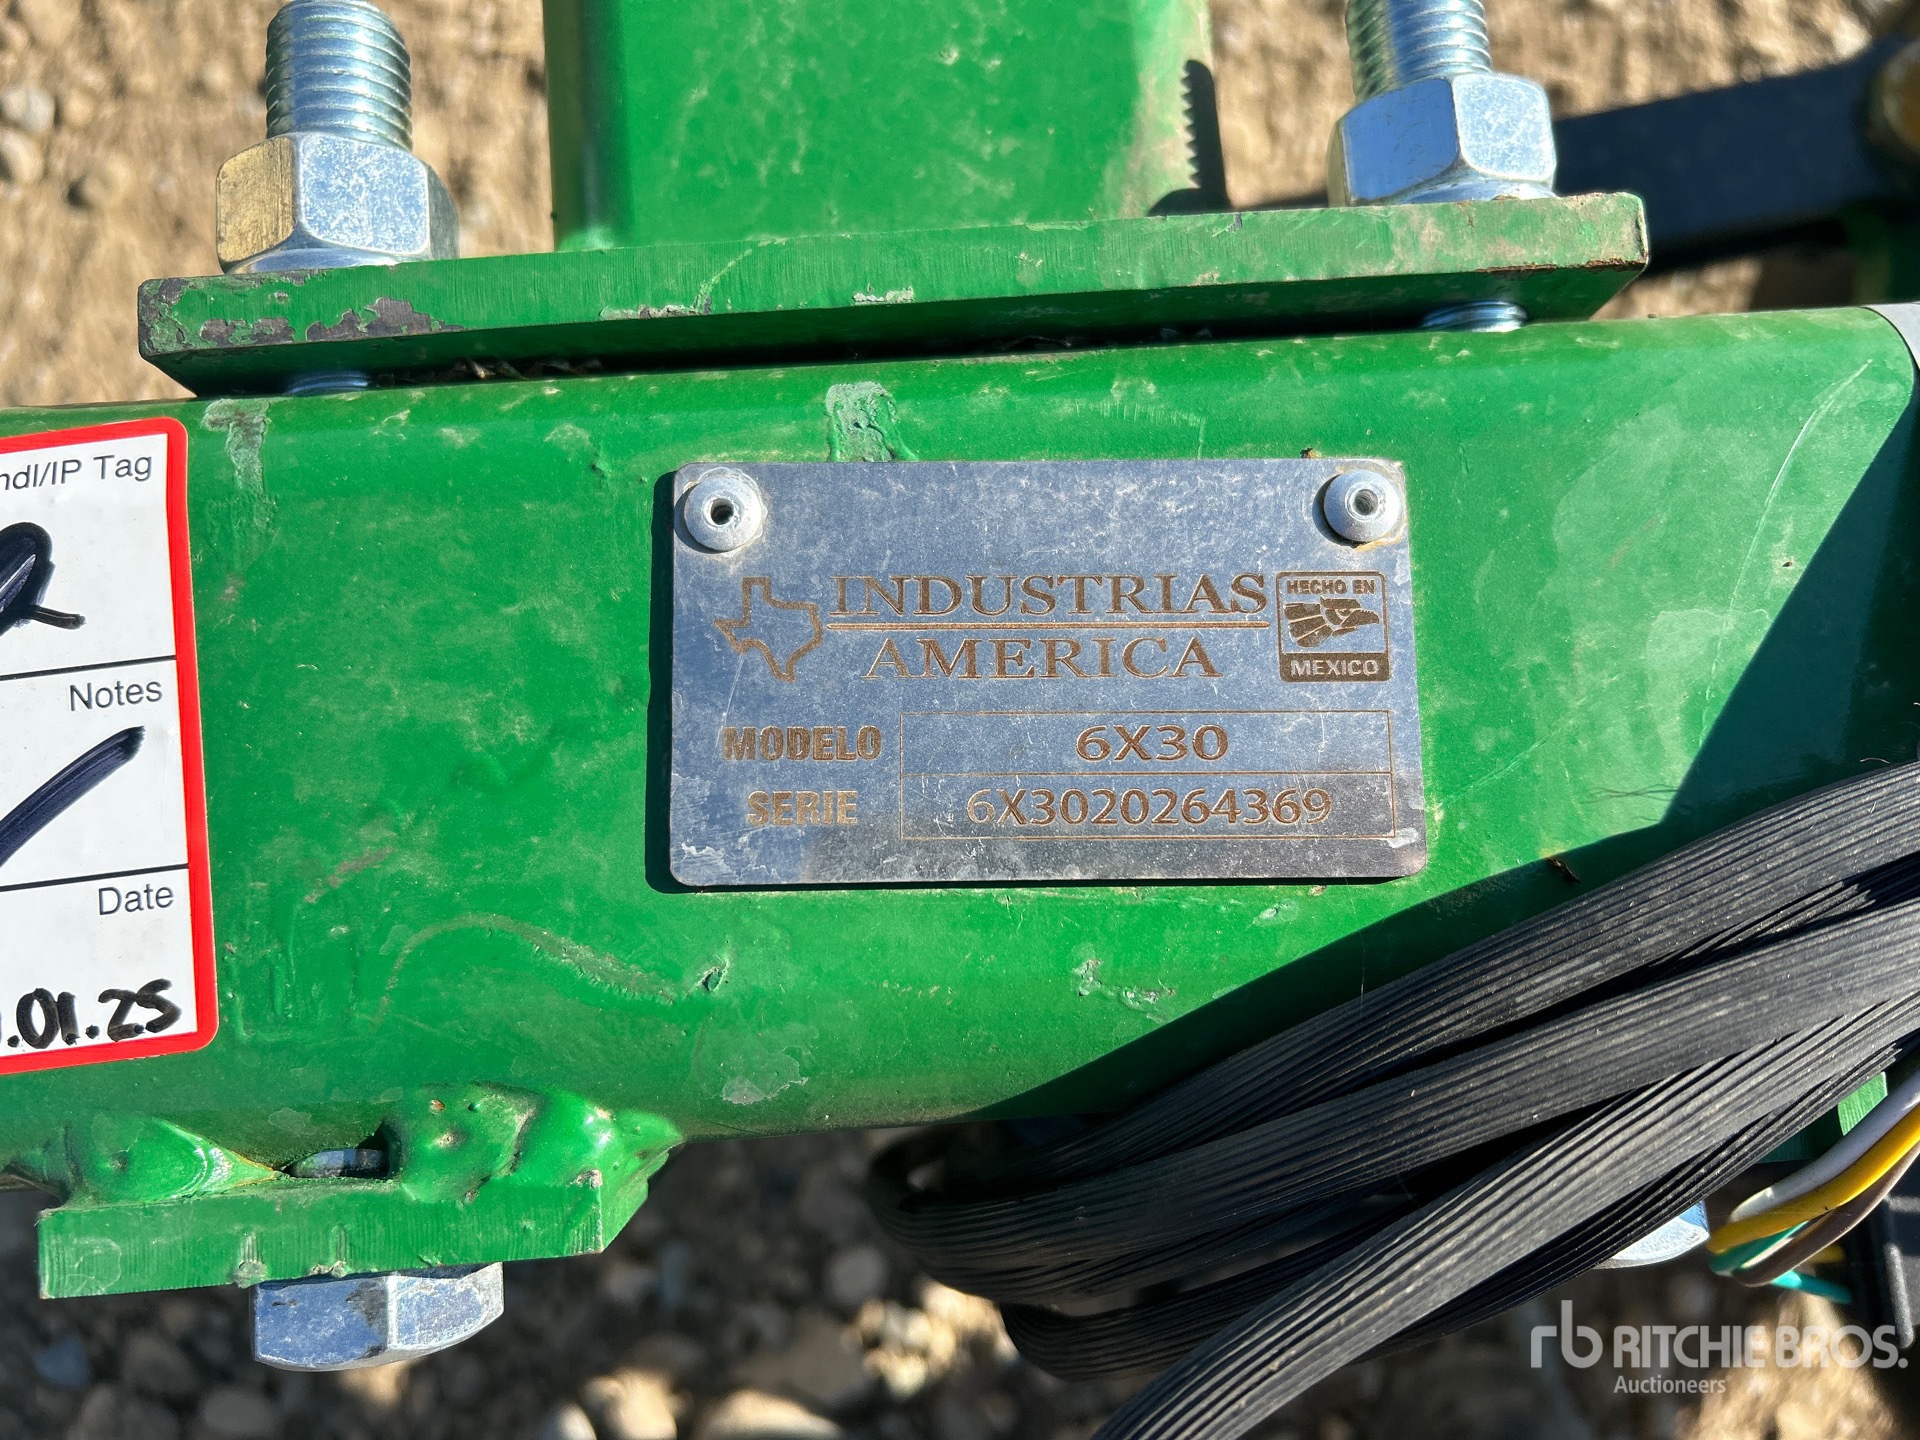 ndl/IP Tag
Notes
Date
.01.25
INDUSTRIAS
AMERICA
HECHO EN
MEXICO
MODELO 6X30
SERIE 6X3020264369
rb RITCHIE BROS.
Auctioneers